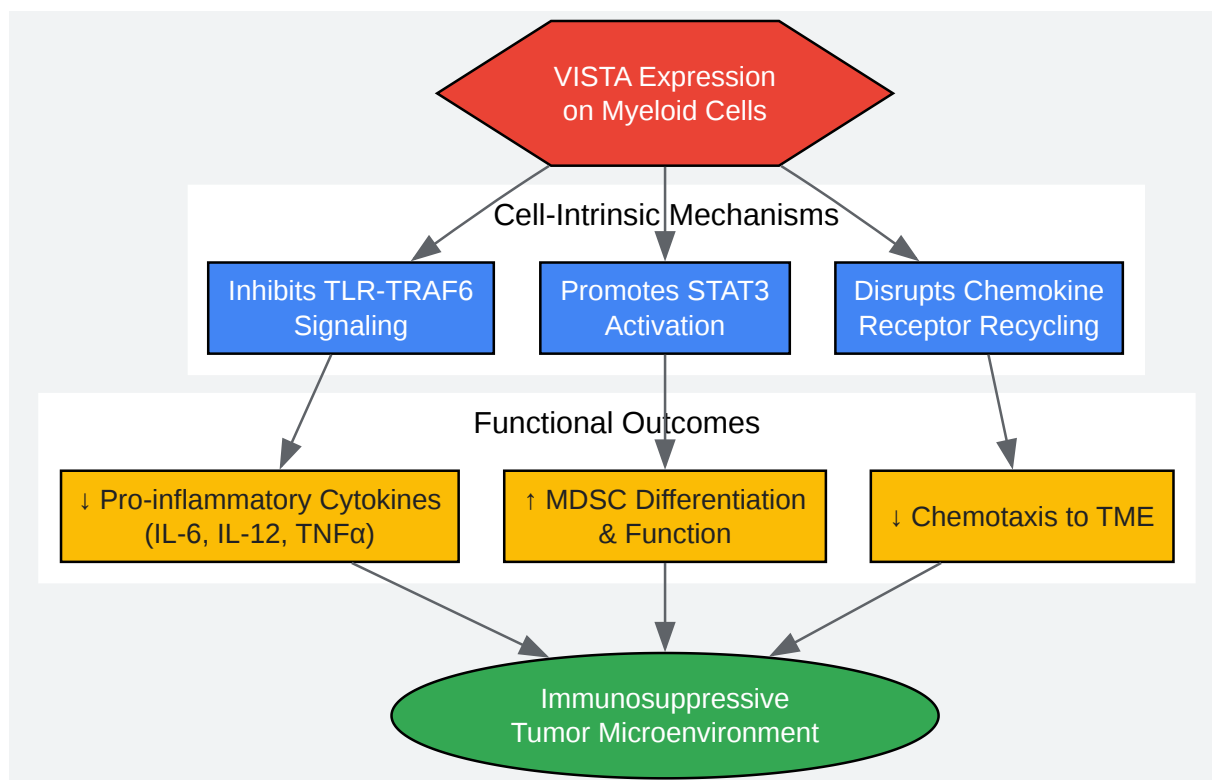 VISTA Expression
on Myeloid Cells
Cell-Intrinsic Mechanisms
Inhibits TLR-TRAF6
Signaling
Promotes STAT3
Activation
Disrupts Chemokine
Receptor Recycling
Functional Outcomes
↓ Pro-inflammatory Cytokines
(IL-6, IL-12, TNFα)
↑ MDSC Differentiation
& Function
↓ Chemotaxis to TME
Immunosuppressive
Tumor Microenvironment